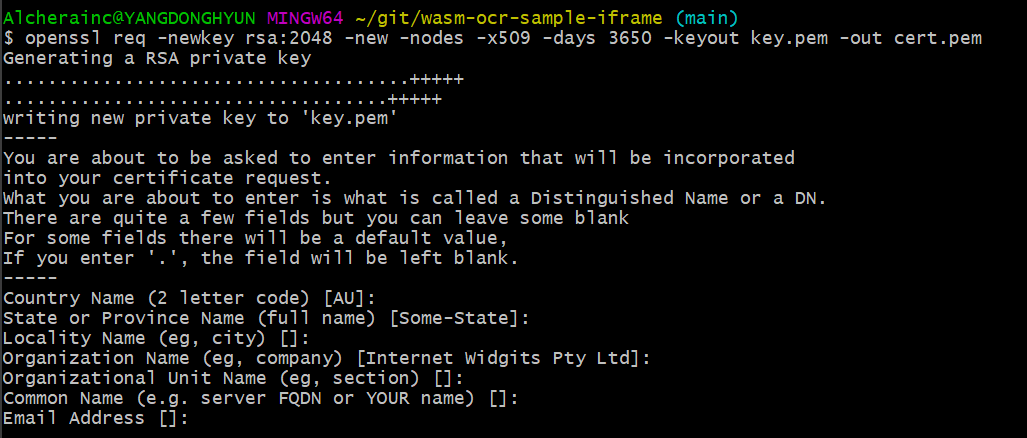 Alcherainc@YANGDONGHYUN MINGW64 ~/git/wasm-ocr-sample-iframe (main)
$ openssl req -newkey rsa:2048 -new -nodes -x509 -days 3650 -keyout key.pem -out cert.pem
Generating a RSA private key
.....................................+++++
...................................+++++
writing new private key to 'key.pem'
-----
You are about to be asked to enter information that will be incorporated
into your certificate request.
What you are about to enter is what is called a Distinguished Name or a DN.
There are quite a few fields but you can leave some blank
For some fields there will be a default value,
If you enter '.', the field will be left blank.
-----
Country Name (2 letter code) [AU]:
State or Province Name (full name) [Some-State]:
Locality Name (eg, city) []:
Organization Name (eg, company) [Internet Widgits Pty Ltd]:
Organizational Unit Name (eg, section) []:
Common Name (e.g. server FQDN or YOUR name) []:
Email Address []: